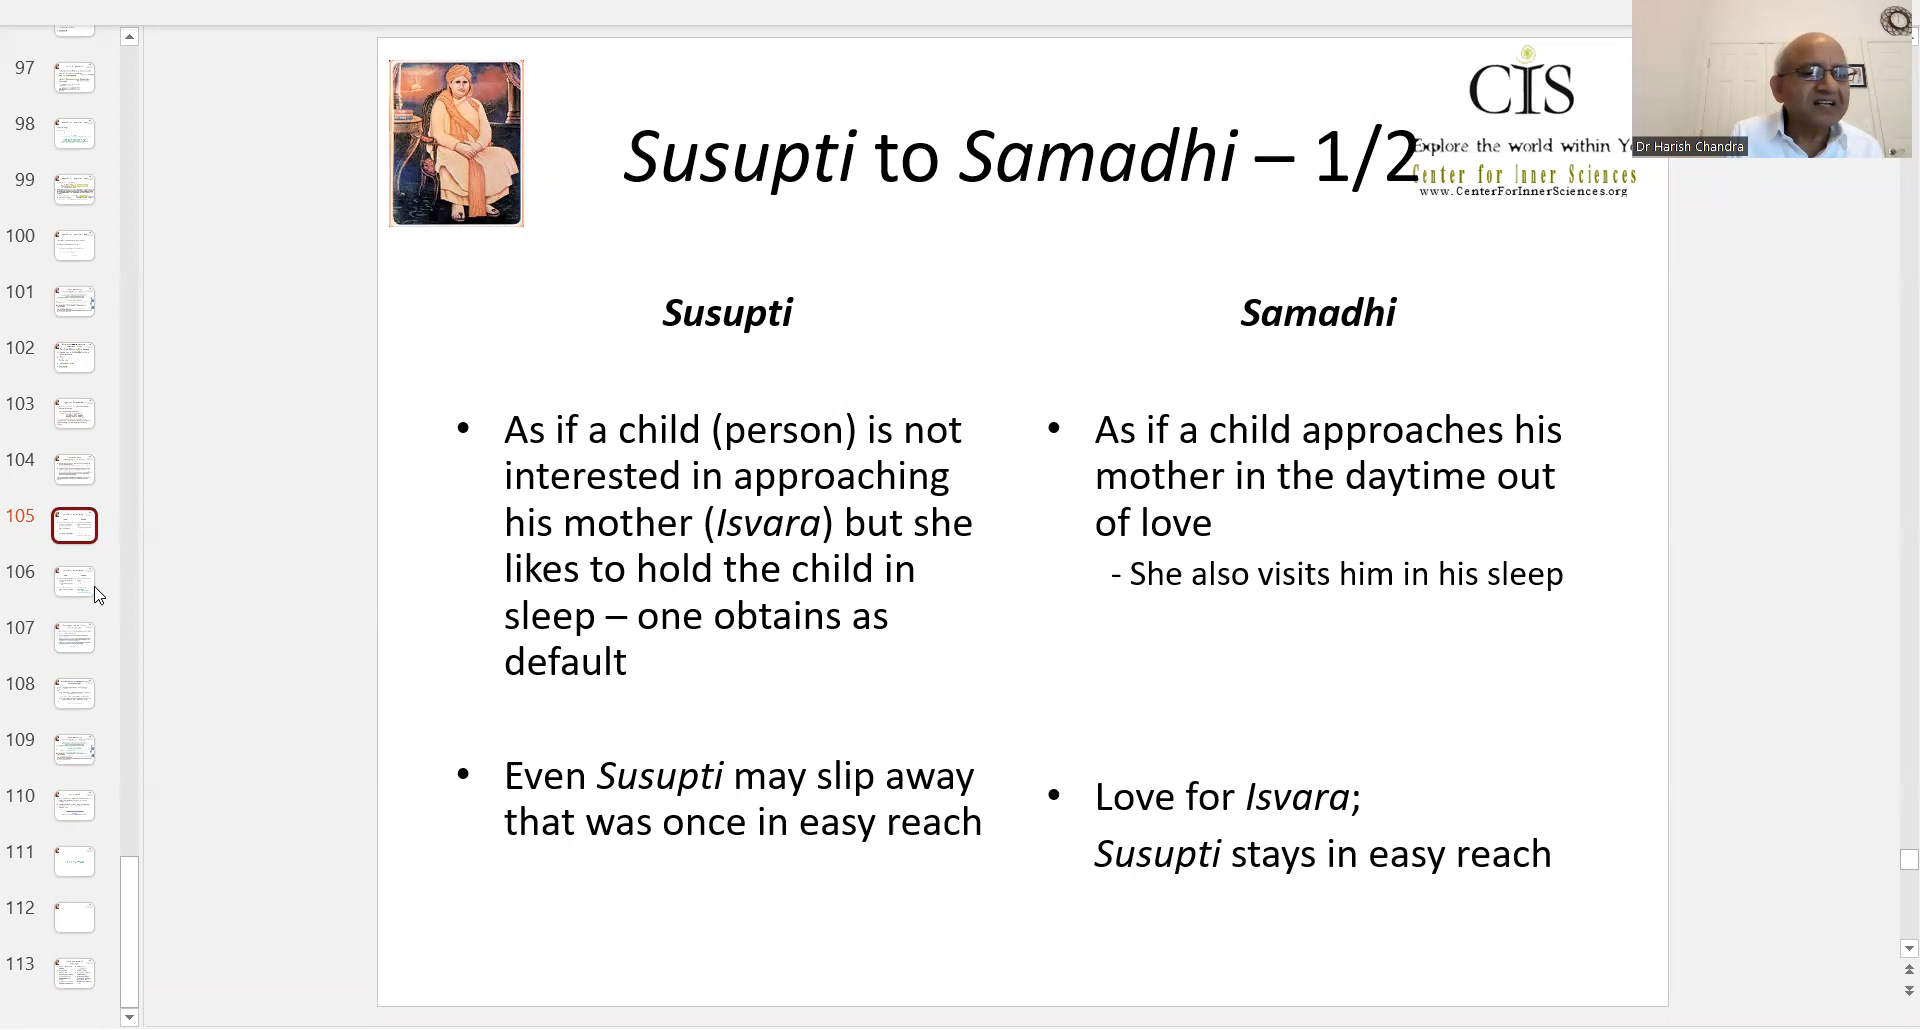 97
98
99
100
101
102
103
104
105
106
107
108
109
110
111
112
113
Susupti to Samadhi – 1/2
CIS
Explore the world within Y
Center for Inner Sciences
www.CenterForInnerSciences.org
Dr Harish Chandra
Susupti
• As if a child (person) is not
interested in approaching
his mother (Isvara) but she
likes to hold the child in
sleep – one obtains as
default
• Even Susupti may slip away
that was once in easy reach
Samadhi
• As if a child approaches his
mother in the daytime out
of love
- She also visits him in his sleep
• Love for Isvara;
Susupti stays in easy reach